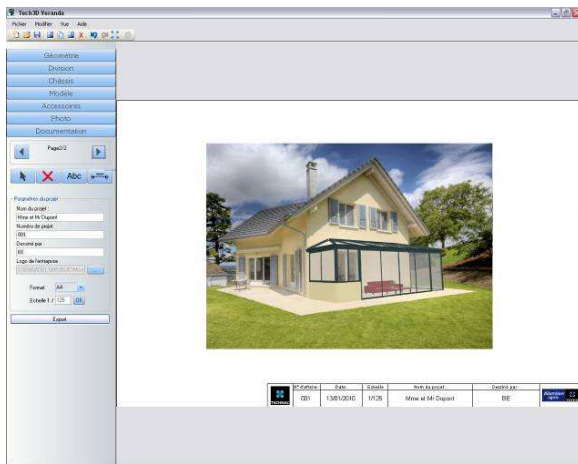 Tech3D Veranda
Fichier Modifier Vue Aide
Géométrie
Division
Châssis
Modèle
Accessoires
Photo
Documentation
Page2/2
Abc
Paramètres du projet
Nom du projet :
Mme et Mr Dupont
Numéro de projet
001
Dessiné par :
BE
Logo de l'entreprise
Format A4
Echelle 1 / 125 OK
Export
N° d'affaire Date Echelle Nom du projet Dessiné par
001 13/01/2010 1/125 Mme et Mr Dupont BE
TECHNAL